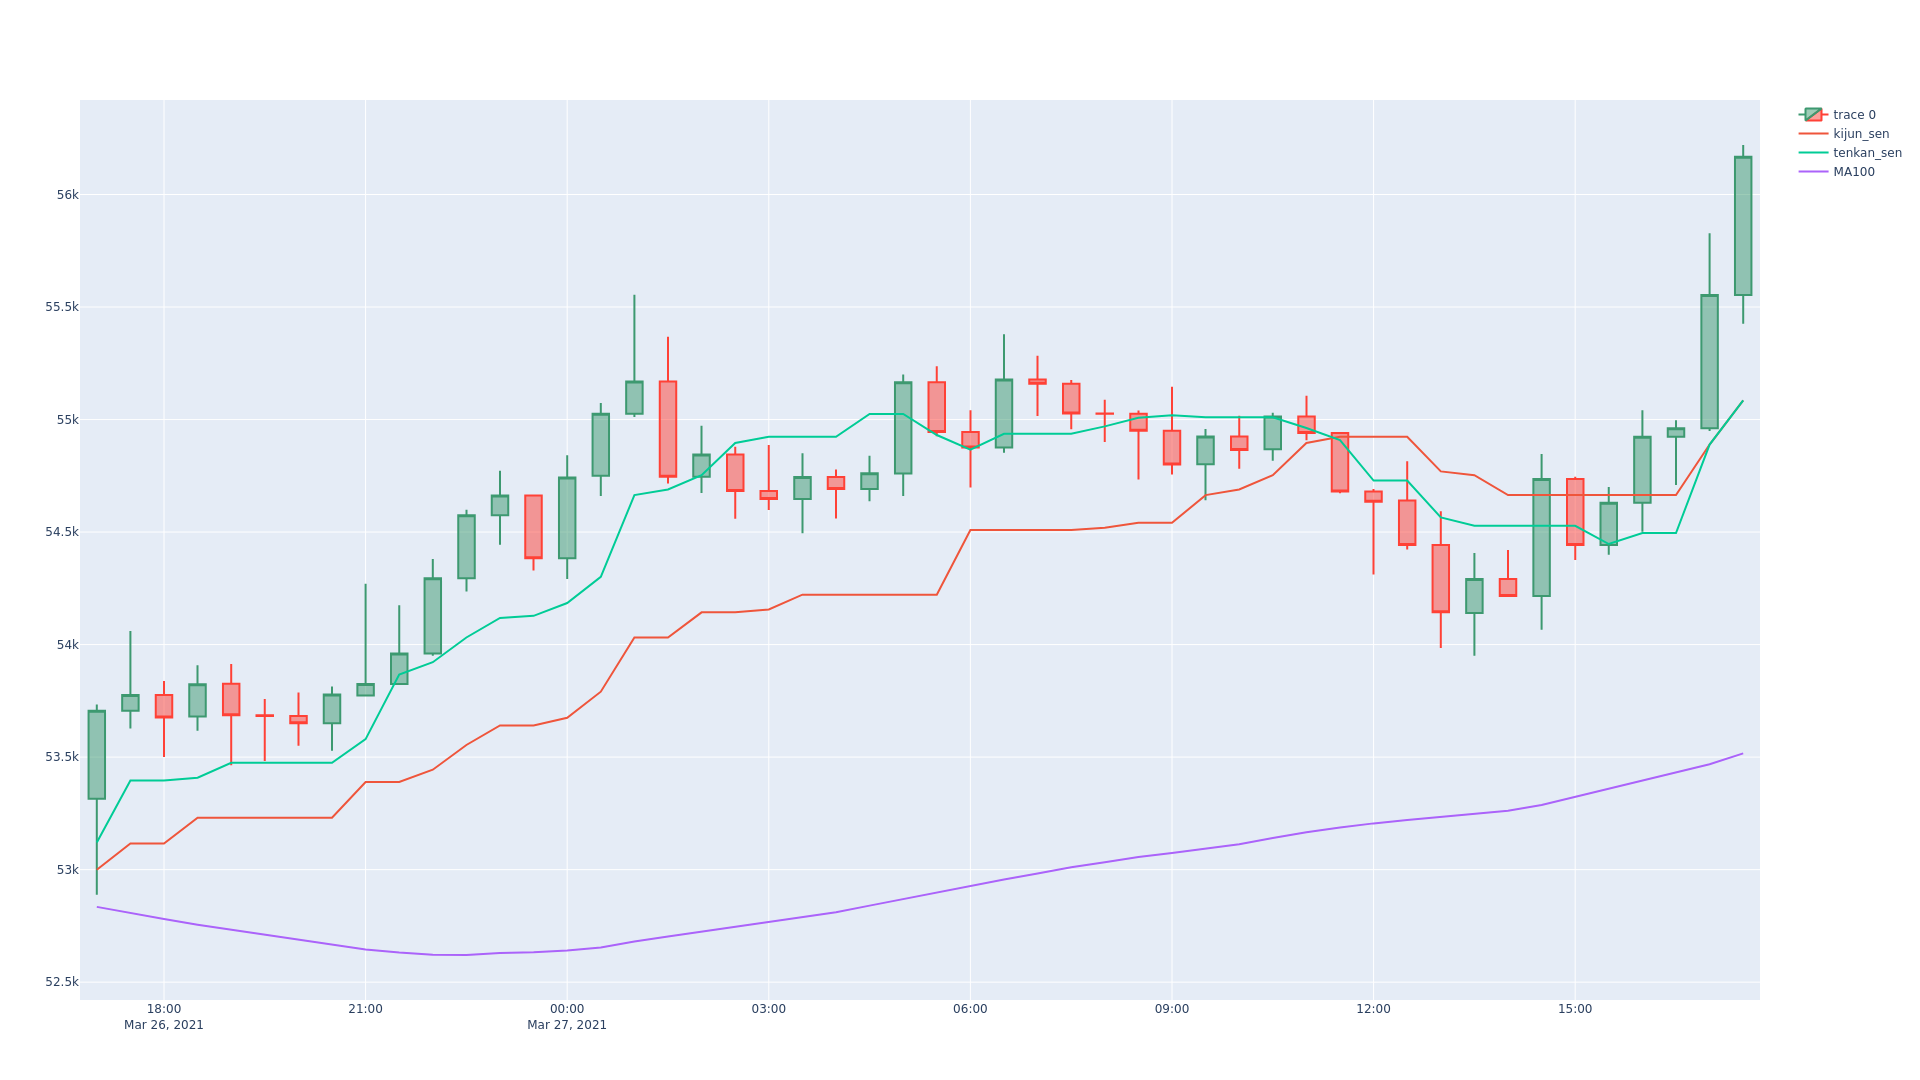 56k
55.5k
55k
54.5k
54k
53.5k
53k
52.5k
18:00
Mar 26, 2021
21:00
00:00
Mar 27, 2021
03:00
06:00
09:00
12:00
15:00
trace 0
kijun_sen
tenkan_sen
MA100